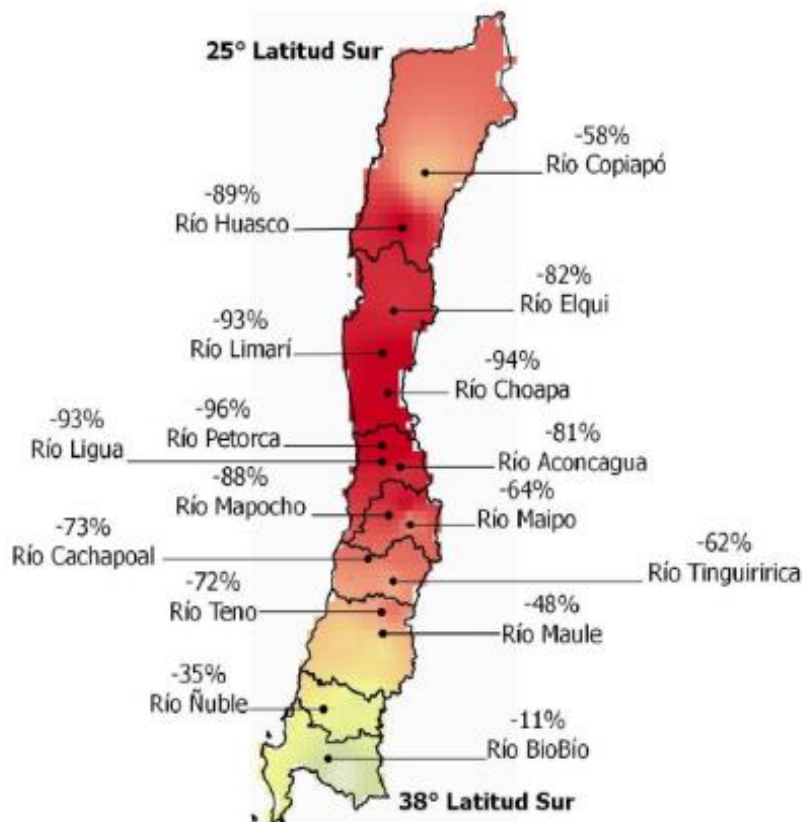 25° Latitud Sur
-58%
Río Copiapó
-89%
Río Huasco
-82%
Río Elqui
-93%
Río Limarí
-94%
Río Choapa
-96%
Río Petorca
-93%
Río Ligua
-81%
Río Aconcagua
-88%
Río Mapocho
-64%
Río Maipo
-73%
Río Cachapoal
-62%
Río Tinguiririca
-72%
Río Teno
-48%
Río Maule
-35%
Río Ñuble
-11%
Río BioBío
38° Latitud Sur